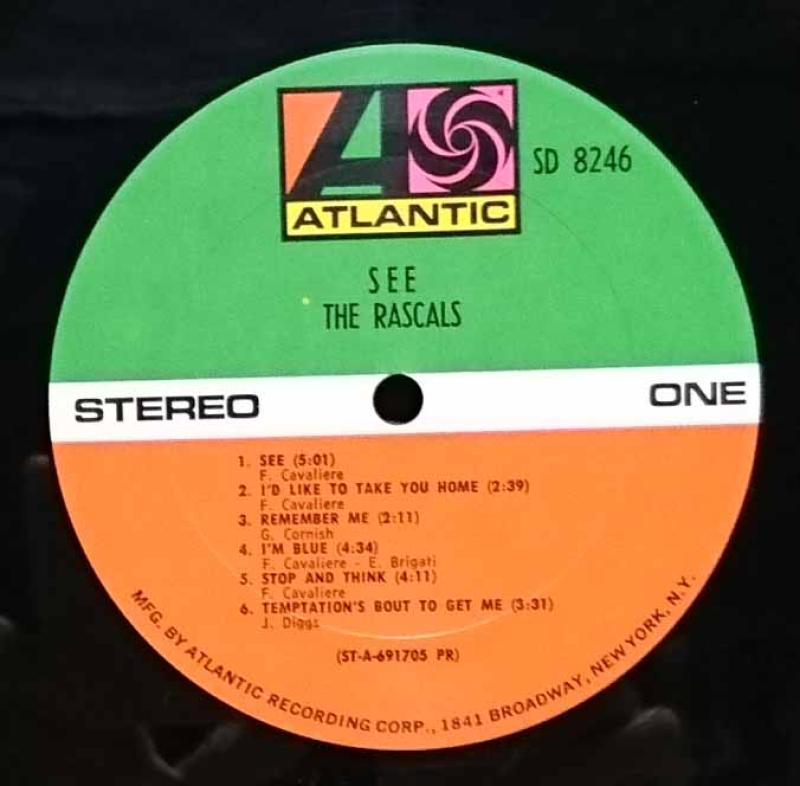 ATLANTIC
SD 8246
SEE
THE RASCALS
STEREO
ONE
1. SEE (5:01)
F. Cavaliere
2. I'D LIKE TO TAKE YOU HOME (2:39)
F. Cavaliere
3. REMEMBER ME (2:11)
G. Cornish
4. I'M BLUE (4:34)
F. Cavaliere - E. Brigati
5. STOP AND THINK (4:11)
F. Cavaliere
6. TEMPTATION'S BOUT TO GET ME (3:31)
J. Diggs
(ST-A-691705 PR)
MFG. BY ATLANTIC RECORDING CORP., 1841 BROADWAY, NEW YORK, N.Y.